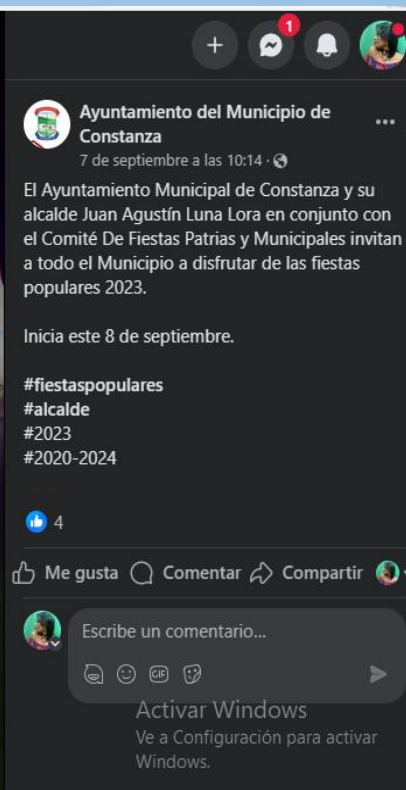 1
Ayuntamiento del Municipio de
Constanza
7 de septiembre a las 10:14 ·
El Ayuntamiento Municipal de Constanza y su
alcalde Juan Agustín Luna Lora en conjunto con
el Comité De Fiestas Patrias y Municipales invitan
a todo el Municipio a disfrutar de las fiestas
populares 2023.
Inicia este 8 de septiembre.
#fiestaspopulares
#alcalde
#2023
#2020-2024
4
Me gusta Comentar Compartir
Escribe un comentario...
GIF
Activar Windows
Ve a Configuración para activar
Windows.